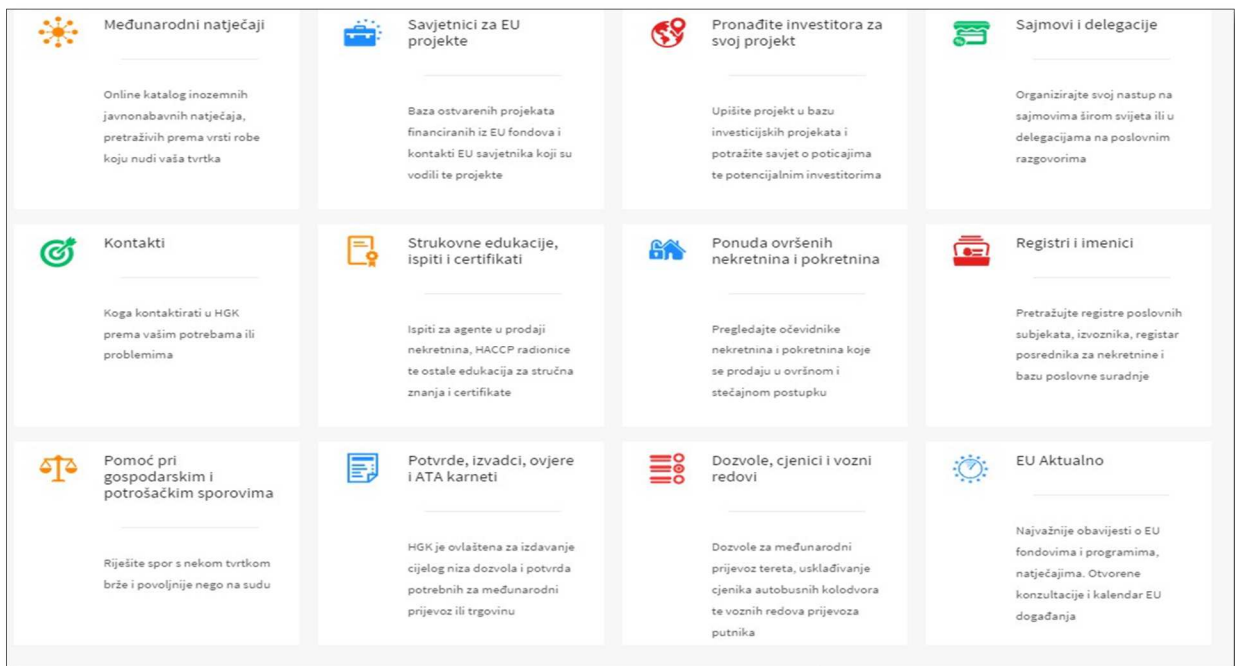 Međunarodni natječaji
Online katalog inozemnih
javnonabavnih natječaja,
pretraživih prema vrsti robe
koju nudi vaša tvrtka
Savjetnici za EU
projekte
Baza ostvarenih projekata
financiranih iz EU fondova i
kontakti EU savjetnika koji su
vodili te projekte
Pronađite investitora za
svoj projekt
Upišite projekt u bazu
investicijskih projekata i
potražite savjet o poticajima
te potencijalnim investitorima
Sajmovi i delegacije
Organizirajte svoj nastup na
sajmovima širom svijeta ili u
delegacijama na poslovnim
razgovorima
Kontakti
Koga kontaktirati u HGK
prema vašim potrebama ili
problemima
Strukovne edukacije,
ispiti i certifikati
Ispiti za agente u prodaji
nekretnina, HACCP radionice
te ostale edukacija za stručna
znanja i certifikate
Ponuda ovršenih
nekretnina i pokretnina
Pregledajte očevidnike
nekretnina i pokretnina koje
se prodaju u ovršnom i
stečajnom postupku
Registri i imenici
Pretražujte registre poslovnih
subjekata, izvoznika, registar
posrednika za nekretnine i
bazu poslovne suradnje
Pomoć pri
gospodarskim i
potrošačkim sporovima
Riješite spor s nekom tvrtkom
brže i povoljnije nego na sudu
Potvrde, izvadci, ovjere
i ATA karneti
HGK je ovlaštena za izdavanje
cijelog niza dozvola i potvrda
potrebnih za međunarodni
prijevoz ili trgovinu
Dozvole, cjenici i vozni
redovi
Dozvole za međunarodni
prijevoz tereta, usklađivanje
cjenika autobusnih kolodvora
te voznih redova prijevoza
putnika
EU Aktualno
Najvažnije obavijesti o EU
fondovima i programima,
natječajima. Otvorene
konzultacije i kalendar EU
događanja